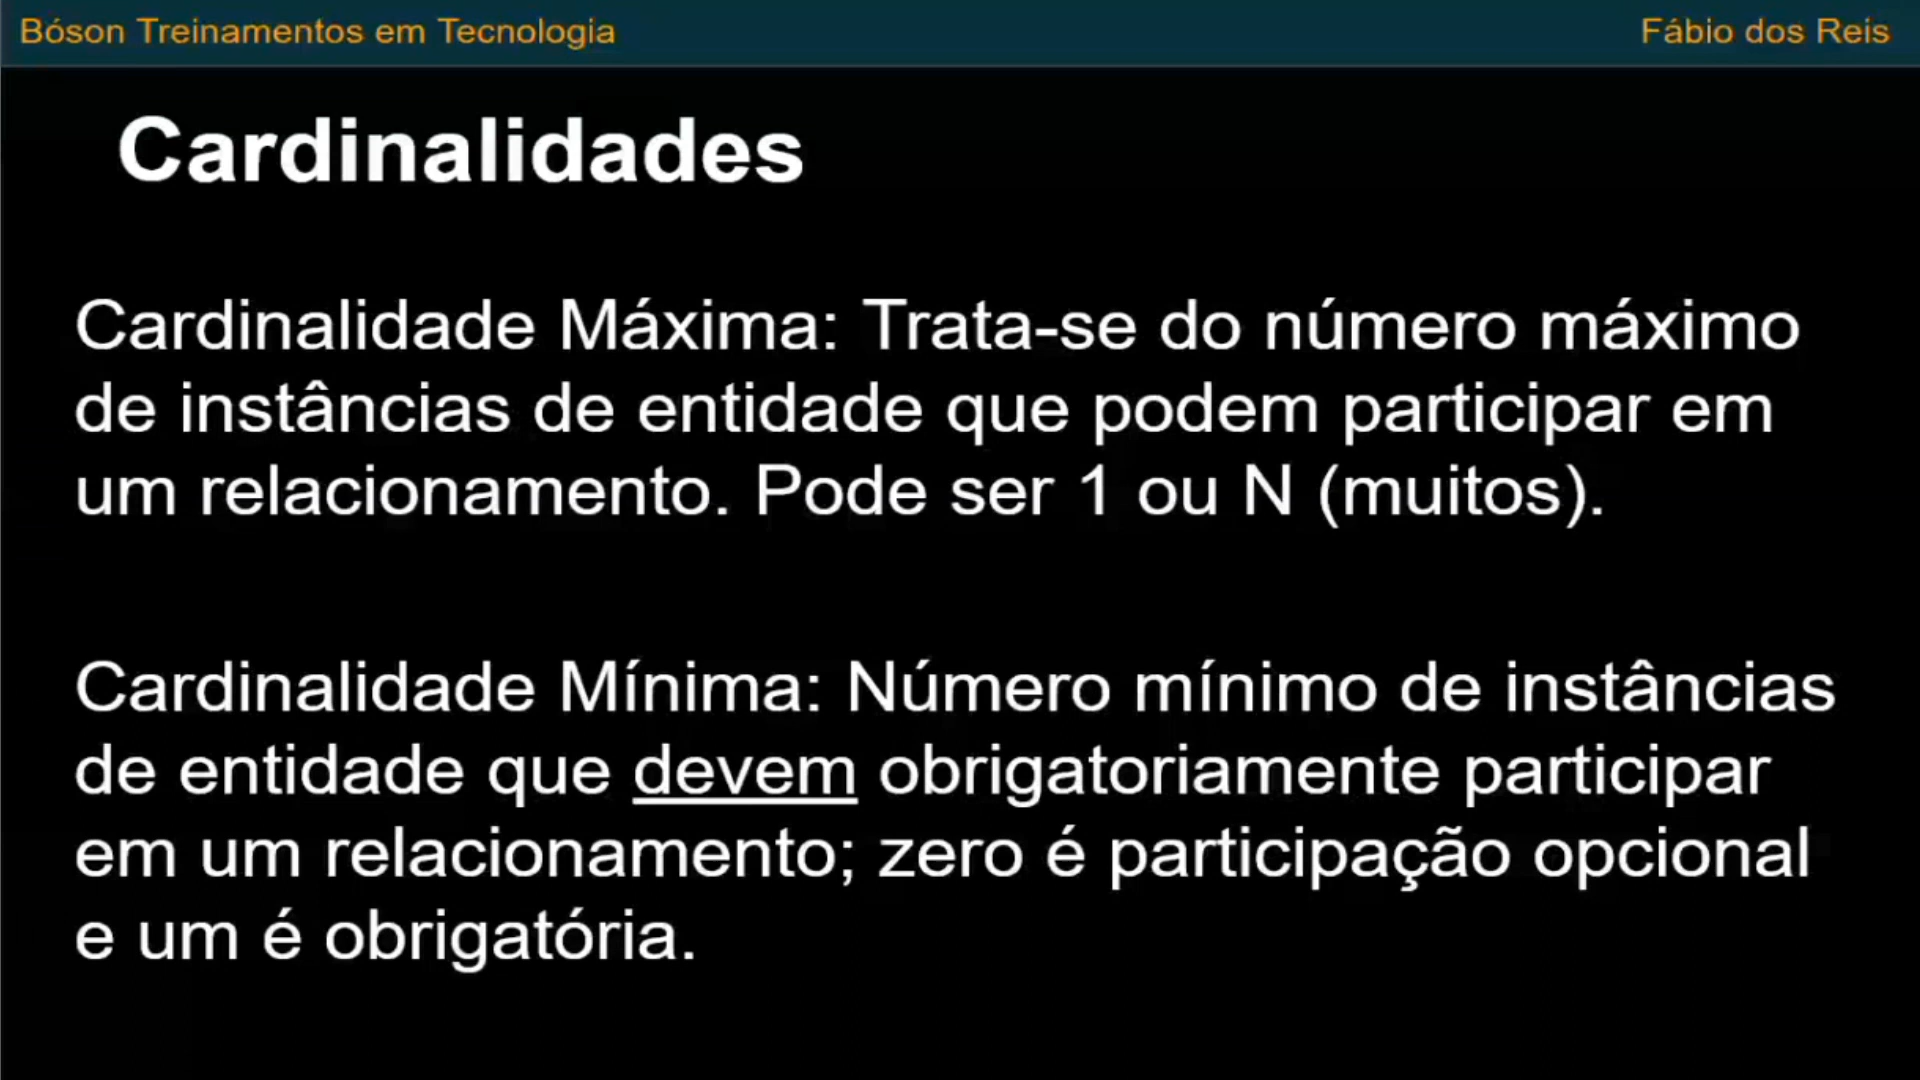 Bóson Treinamentos em Tecnologia
Fábio dos Reis
Cardinalidades
Cardinalidade Máxima: Trata-se do número máximo
de instâncias de entidade que podem participar em
um relacionamento. Pode ser 1 ou N (muitos).
Cardinalidade Mínima: Número mínimo de instâncias
de entidade que devem obrigatoriamente participar
em um relacionamento; zero é participação opcional
e um é obrigatória.